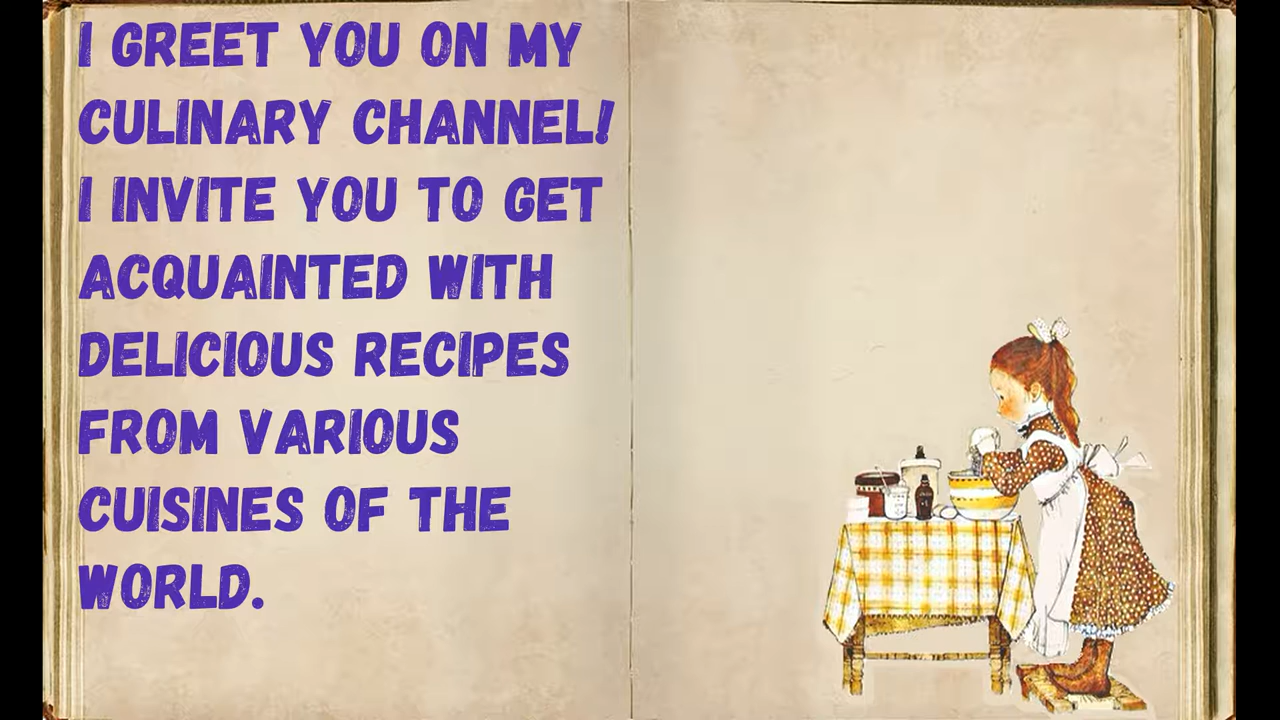 I GREET YOU ON MY
CULINARY CHANNEL!
I INVITE YOU TO GET
ACQUAINTED WITH
DELICIOUS RECIPES
FROM VARIOUS
CUISINES OF THE
WORLD.